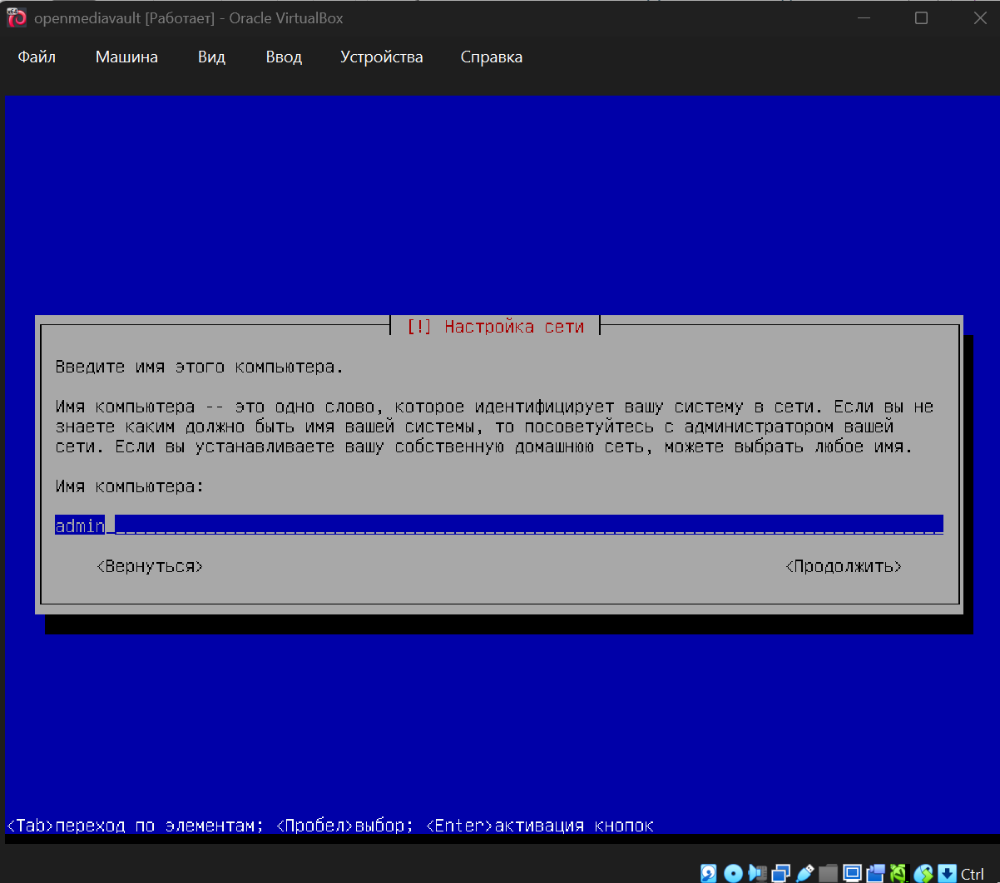 openmediavault [Работает] - Oracle VirtualBox
Файл Машина Вид Ввод Устройства Справка
[!] Настройка сети
Введите имя этого компьютера.
Имя компьютера -- это одно слово, которое идентифицирует вашу систему в сети. Если вы не
знаете каким должно быть имя вашей системы, то посоветуйтесь с администратором вашей
сети. Если вы устанавливаете вашу собственную домашнюю сеть, можете выбрать любое имя.
Имя компьютера:
admin
<Вернуться> <Продолжить>
<Tab>переход по элементам; <Пробел>выбор; <Enter>активация кнопок
Ctrl